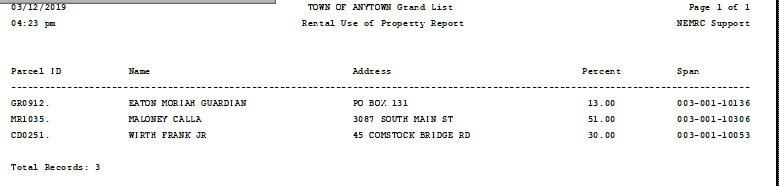 03/12/2019 TOWN OF ANYTOWN Grand List Page 1 of 1
04:23 pm Rental Use of Property Report NEMRC Support
Parcel ID Name Address Percent Span
GR0912. EATON MORIAH GUARDIAN PO BOX 131 13.00 003-001-10136
MR1035. MALONEY CALLA 3087 SOUTH MAIN ST 51.00 003-001-10306
CD0251. WIRTH FRANK JR 45 COMSTOCK BRIDGE RD 30.00 003-001-10053
Total Records: 3